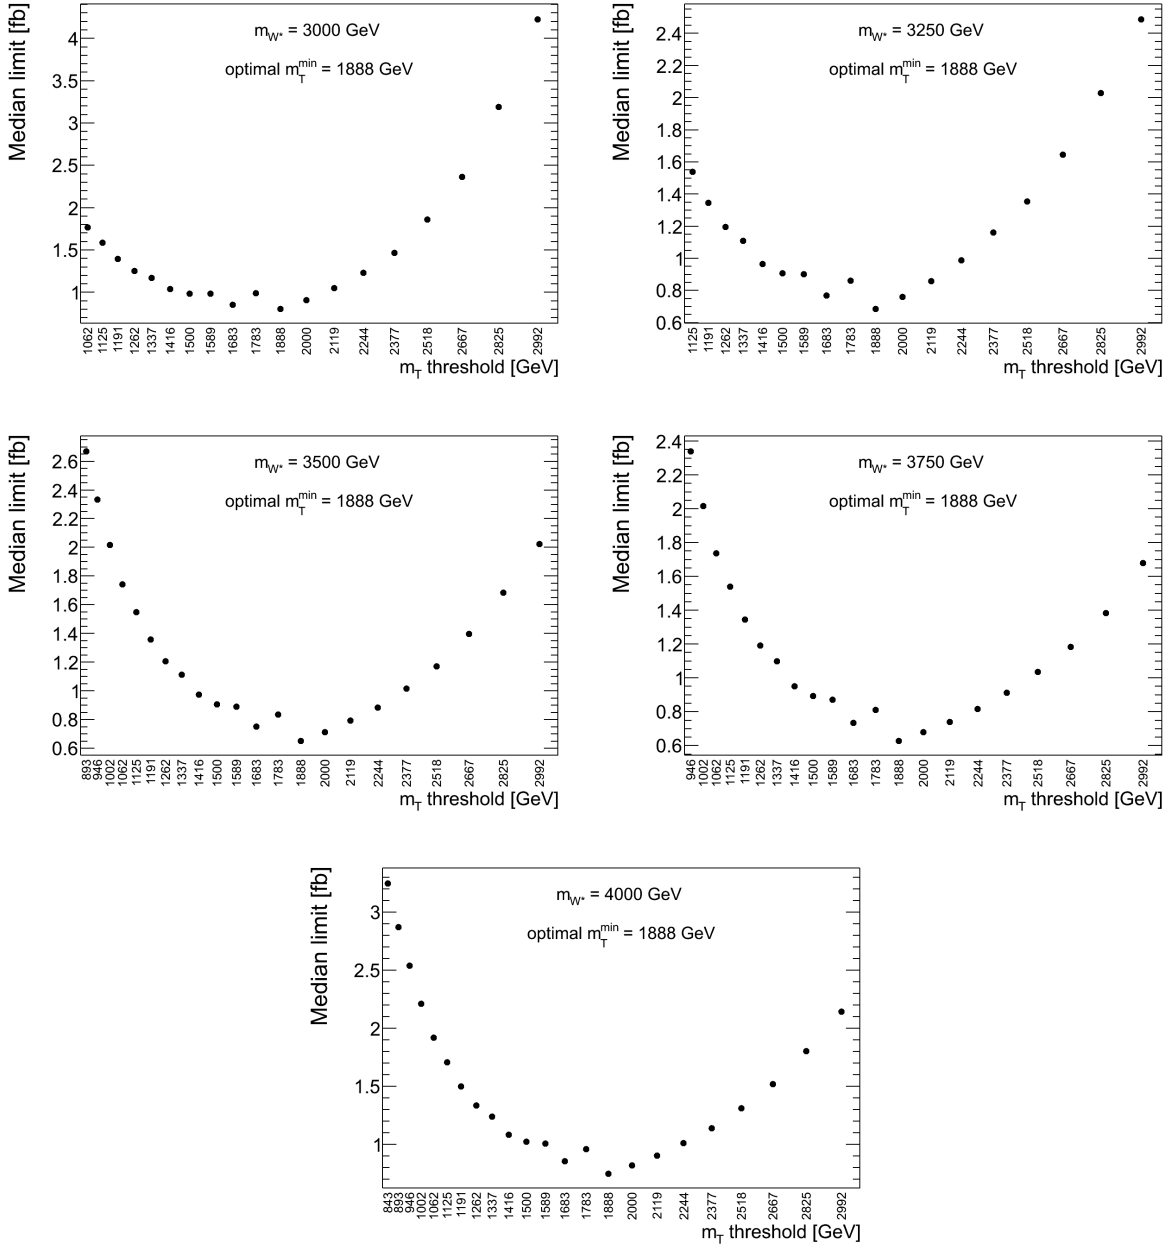 Median limit [fb]
m_W* = 3000 GeV
optimal m_T^min = 1888 GeV
4
3.5
3
2.5
2
1.5
1
1062 1125 1191 1262 1337 1416 1500 1589 1683 1783 1888 2000 2119 2244 2377 2518 2667 2825 2992
m_T threshold [GeV]
Median limit [fb]
m_W* = 3250 GeV
optimal m_T^min = 1888 GeV
2.4
2.2
2
1.8
1.6
1.4
1.2
1
0.8
0.6
1125 1191 1262 1337 1416 1500 1589 1683 1783 1888 2000 2119 2244 2377 2518 2667 2825 2992
m_T threshold [GeV]
Median limit [fb]
m_W* = 3500 GeV
optimal m_T^min = 1888 GeV
2.6
2.4
2.2
2
1.8
1.6
1.4
1.2
1
0.8
0.6
893 946 1002 1062 1125 1191 1262 1337 1416 1500 1589 1683 1783 1888 2000 2119 2244 2377 2518 2667 2825 2992
m_T threshold [GeV]
Median limit [fb]
m_W* = 3750 GeV
optimal m_T^min = 1888 GeV
2.4
2.2
2
1.8
1.6
1.4
1.2
1
0.8
0.6
946 1002 1062 1125 1191 1262 1337 1416 1500 1589 1683 1783 1888 2000 2119 2244 2377 2518 2667 2825 2992
m_T threshold [GeV]
Median limit [fb]
m_W* = 4000 GeV
optimal m_T^min = 1888 GeV
3
2.5
2
1.5
1
843 893 946 1002 1062 1125 1191 1262 1337 1416 1500 1589 1683 1783 1888 2000 2119 2244 2377 2518 2667 2825 2992
m_T threshold [GeV]